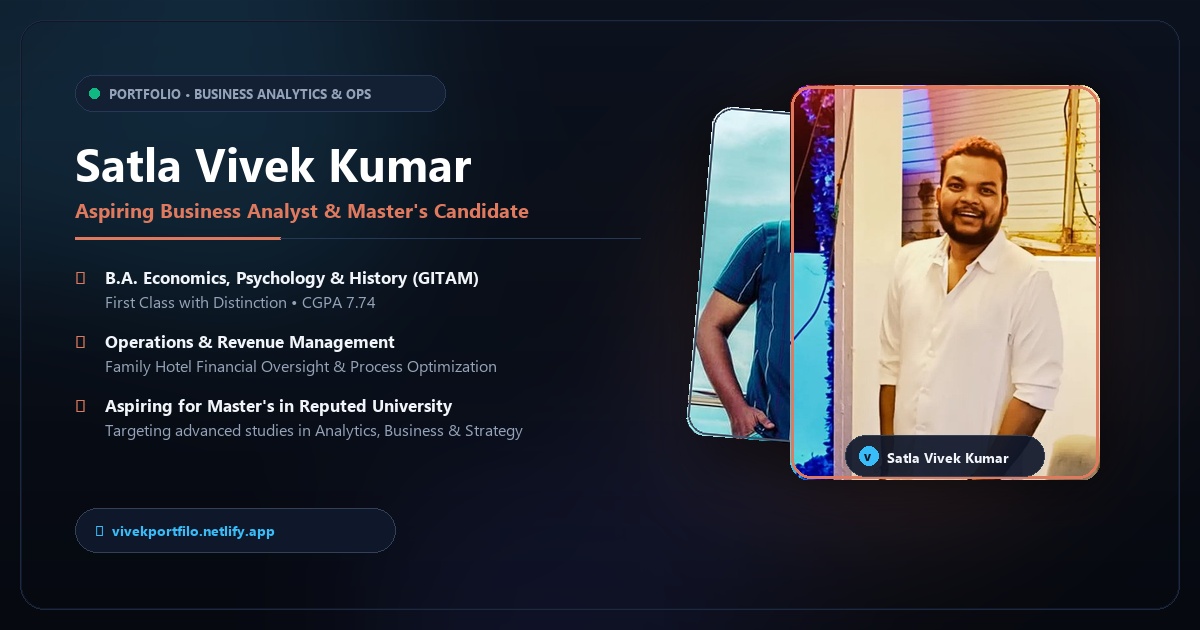 PORTFOLIO • BUSINESS ANALYTICS & OPS
Satla Vivek Kumar
Aspiring Business Analyst & Master's Candidate
B.A. Economics, Psychology & History (GITAM)
First Class with Distinction • CGPA 7.74
Operations & Revenue Management
Family Hotel Financial Oversight & Process Optimization
Aspiring for Master's in Reputed University
Targeting advanced studies in Analytics, Business & Strategy
vivekportfilo.netlify.app
V Satla Vivek Kumar